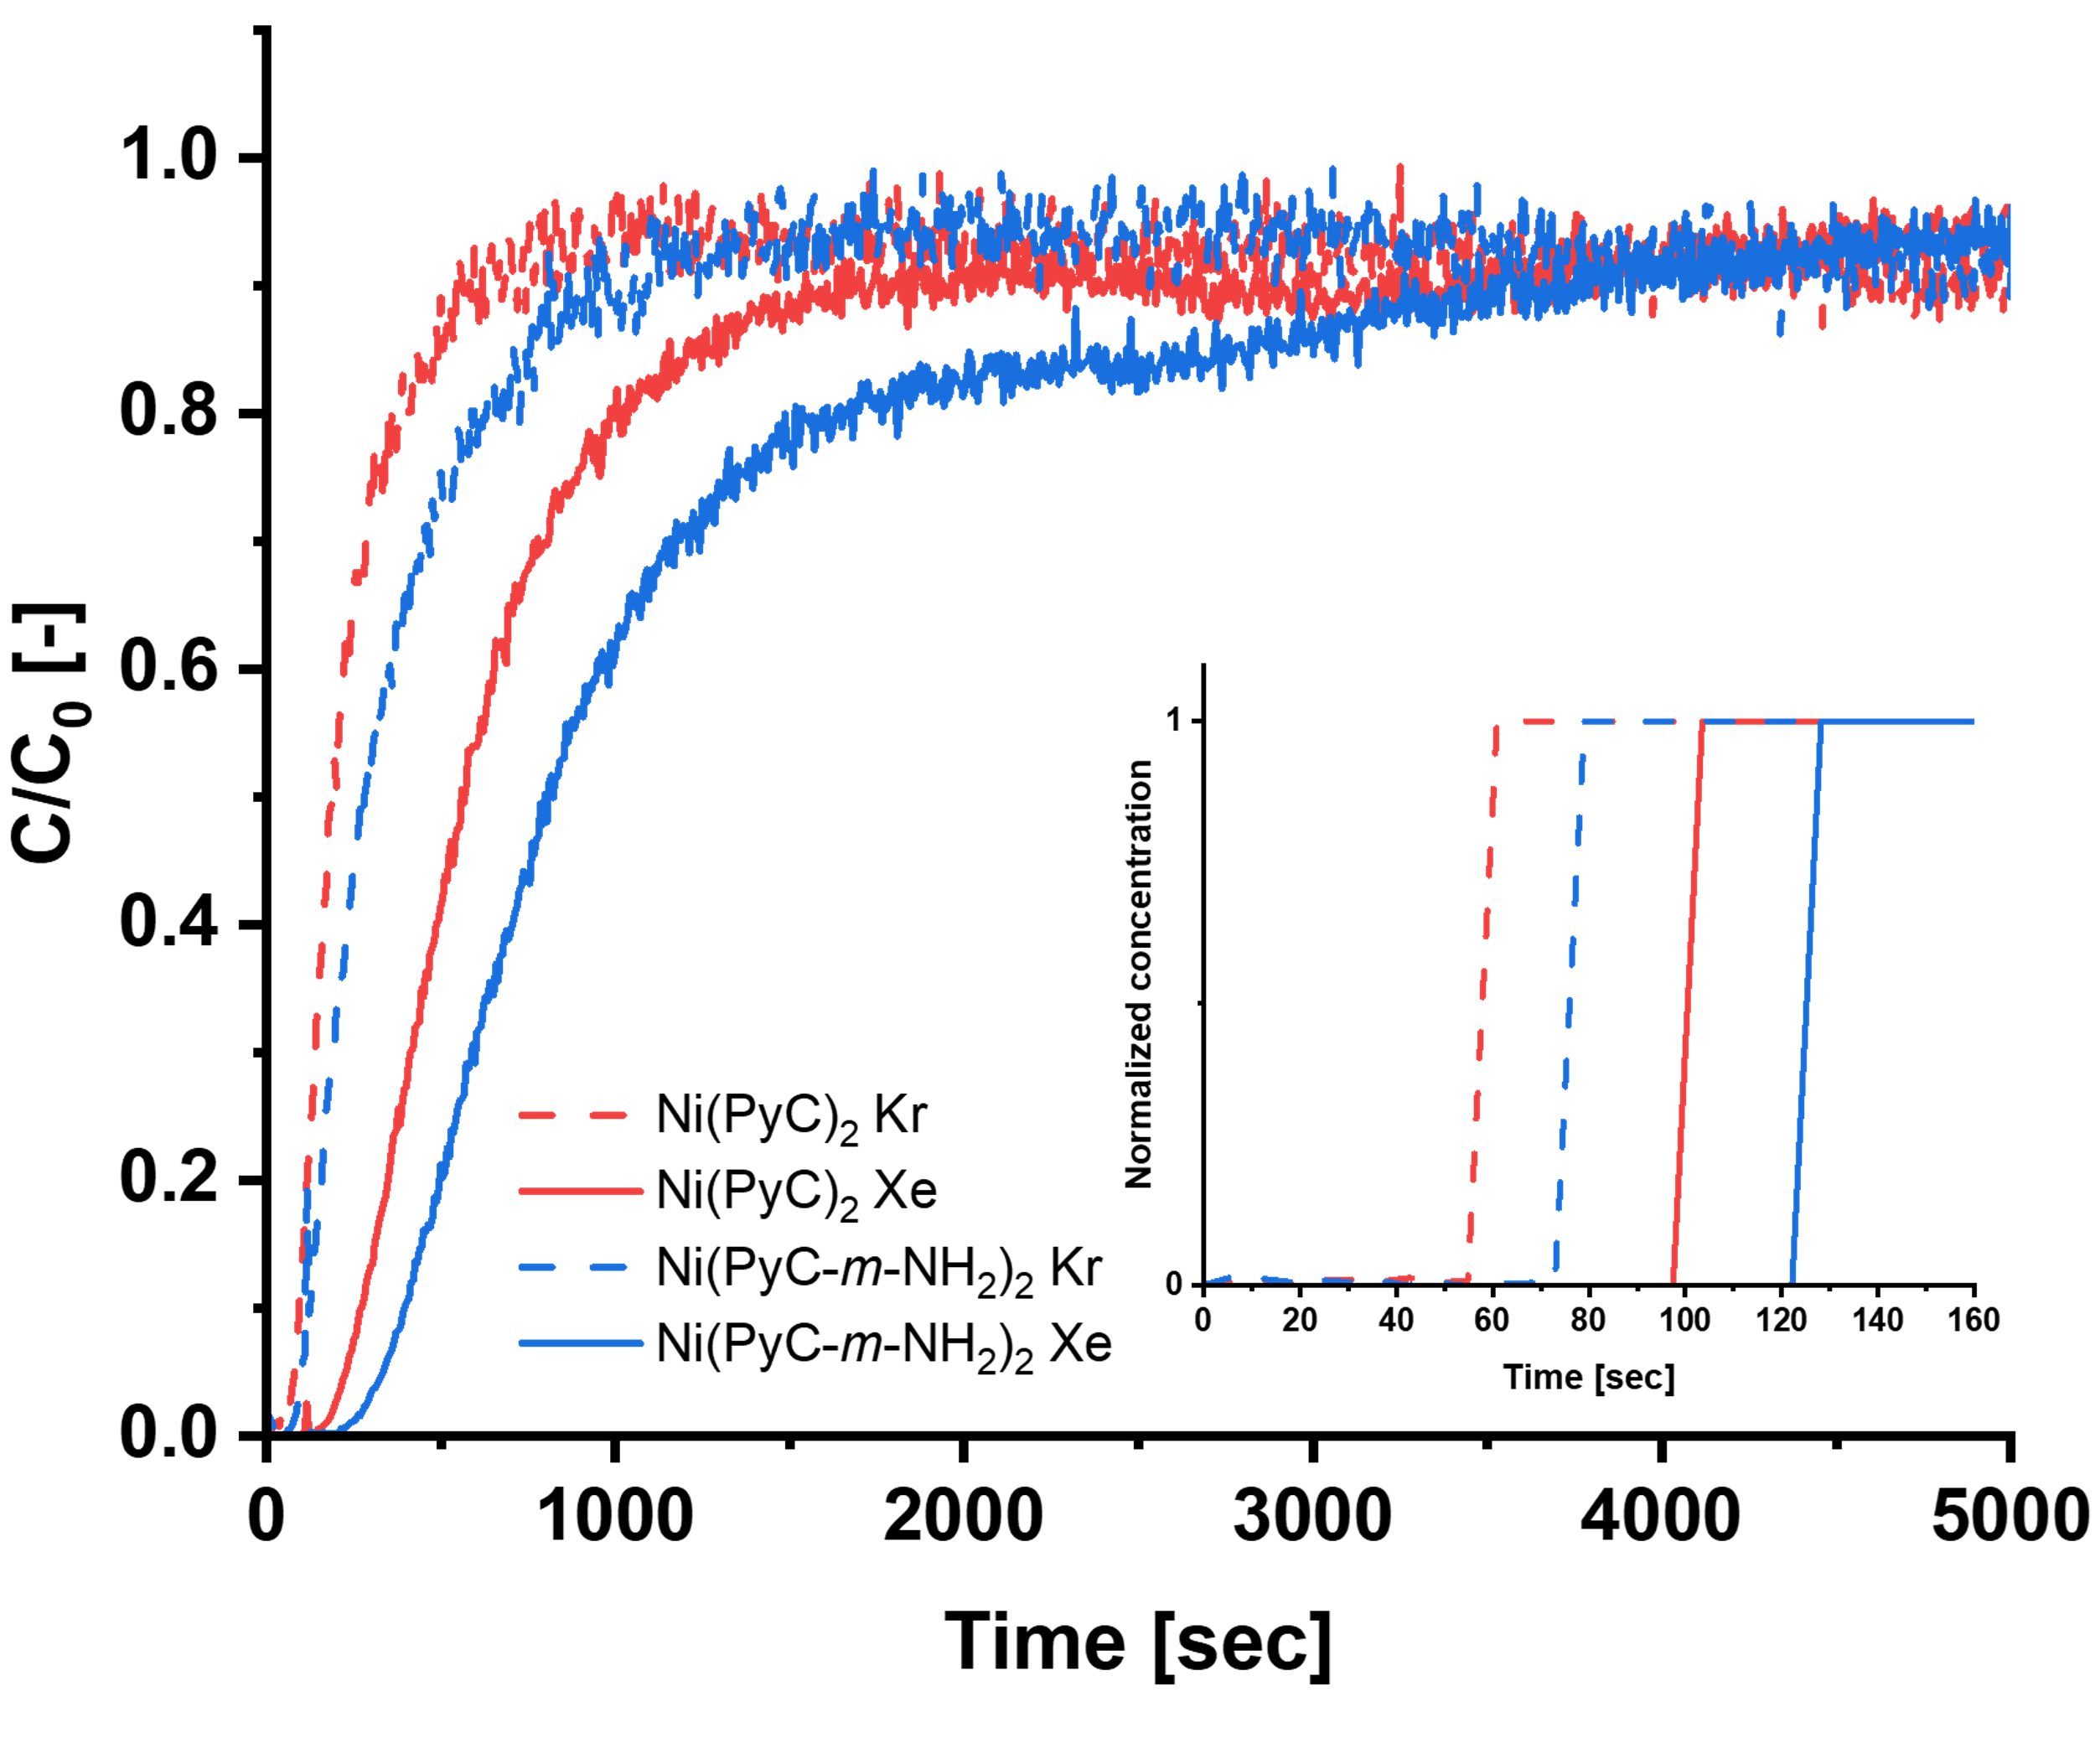 C/C0 [-]
1.0
0.8
0.6
0.4
0.2
0.0
0
1000
2000
3000
4000
5000
Time [sec]
Ni(PyC)2 Kr
Ni(PyC)2 Xe
Ni(PyC-m-NH2)2 Kr
Ni(PyC-m-NH2)2 Xe
Normalized concentration
1
0
0
20
40
60
80
100
120
140
160
Time [sec]